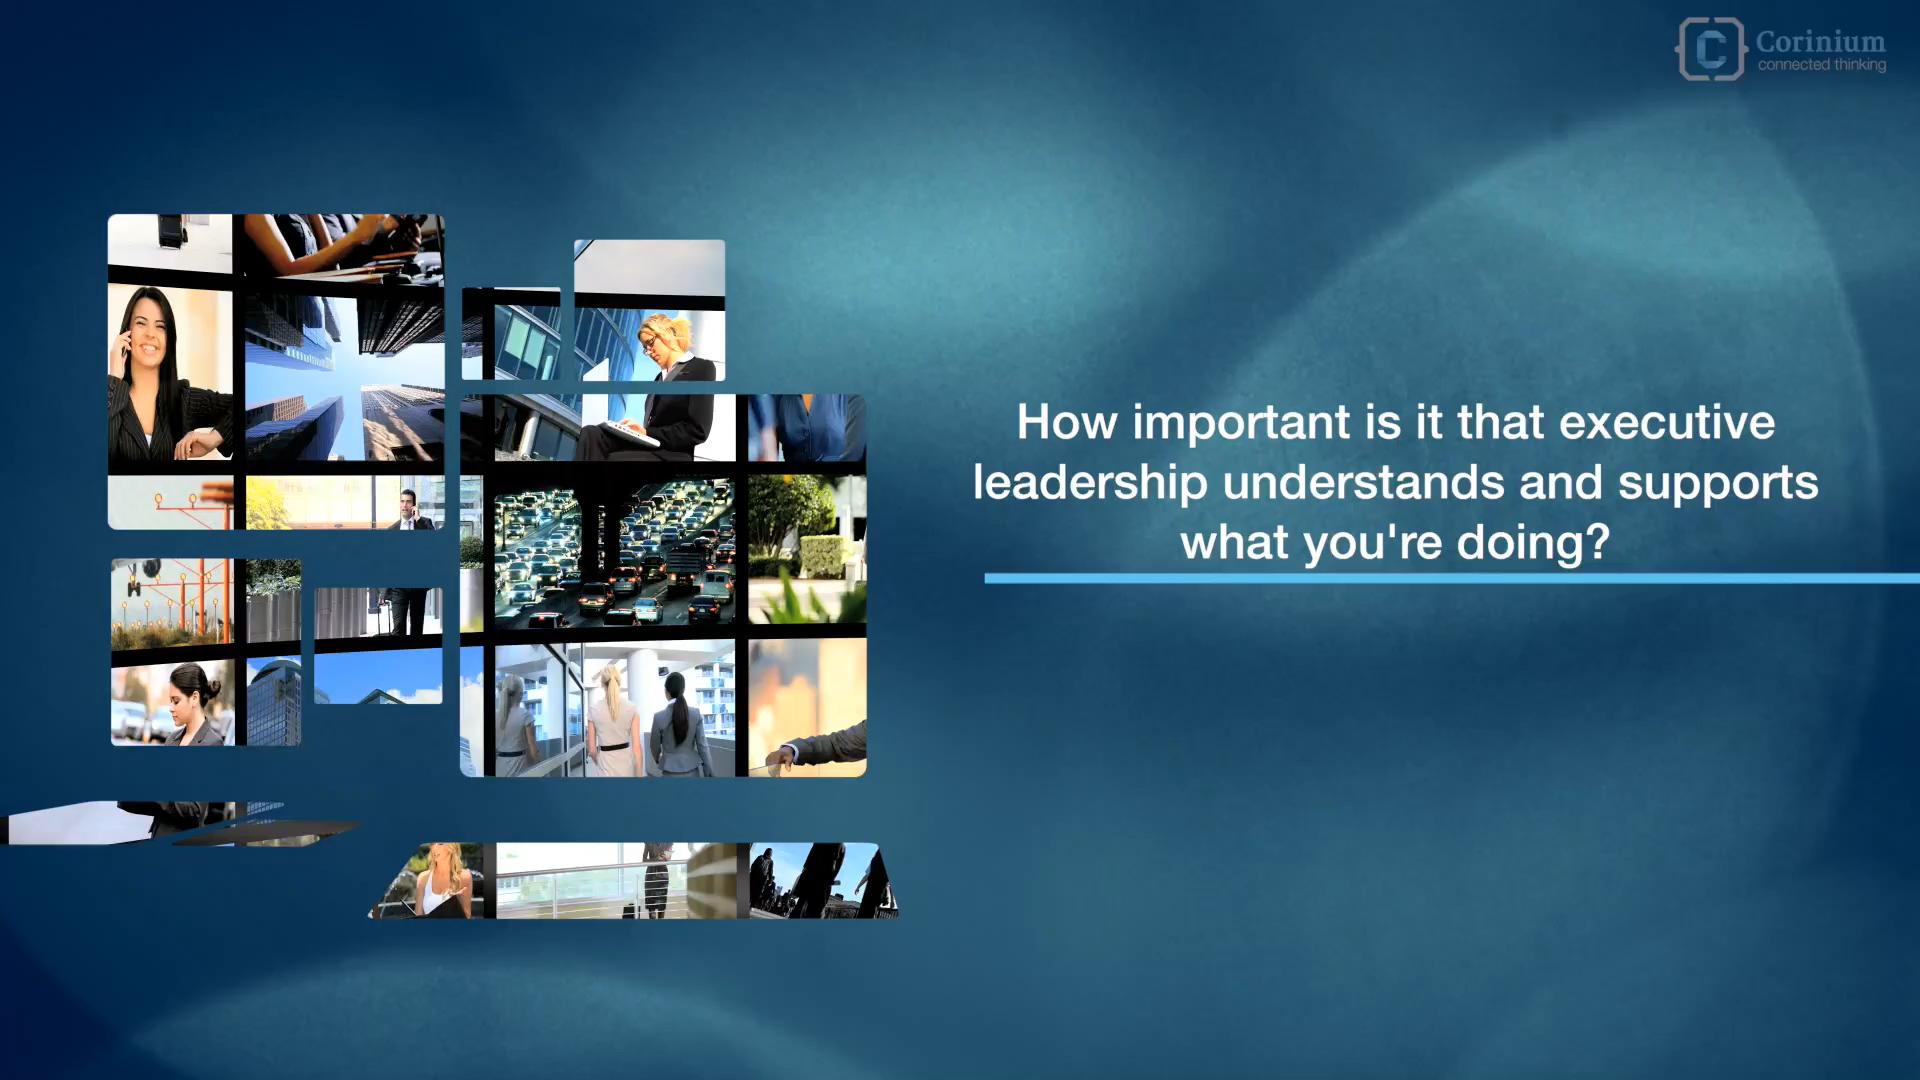 Corinium
connected thinking
How important is it that executive
leadership understands and supports
what you're doing?